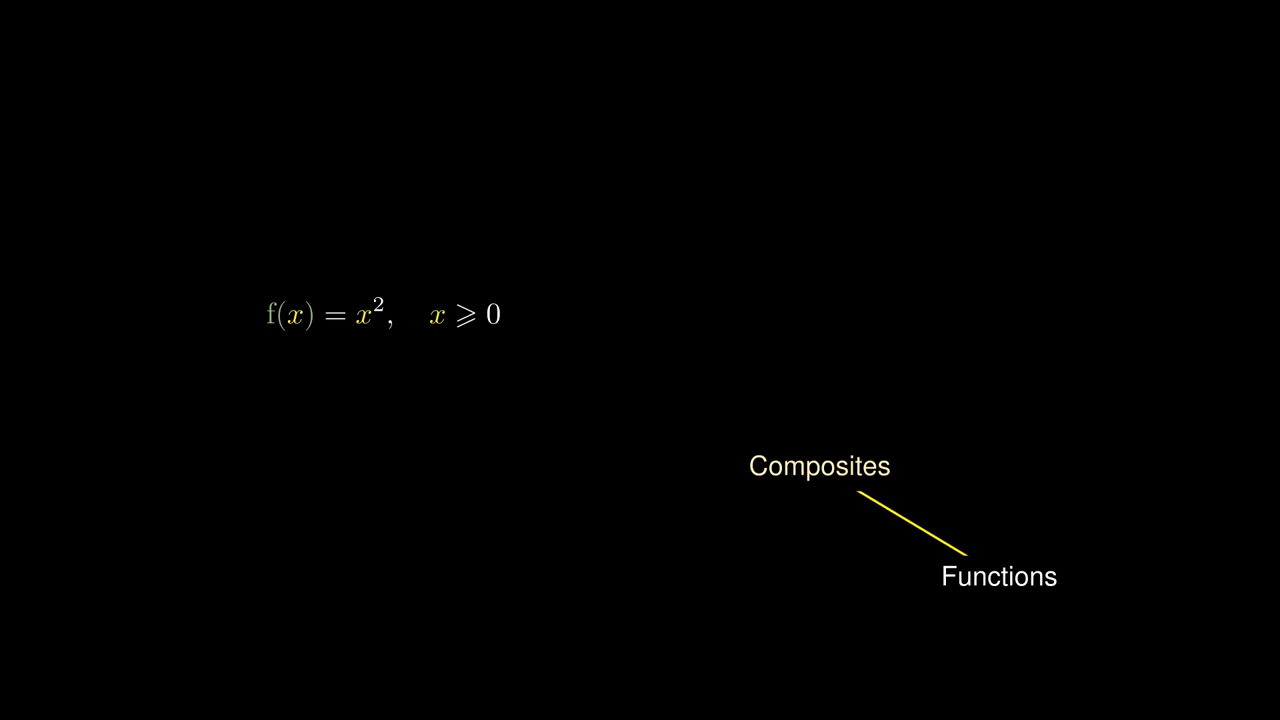 f(x) = x², x ⩾ 0
Composites
Functions